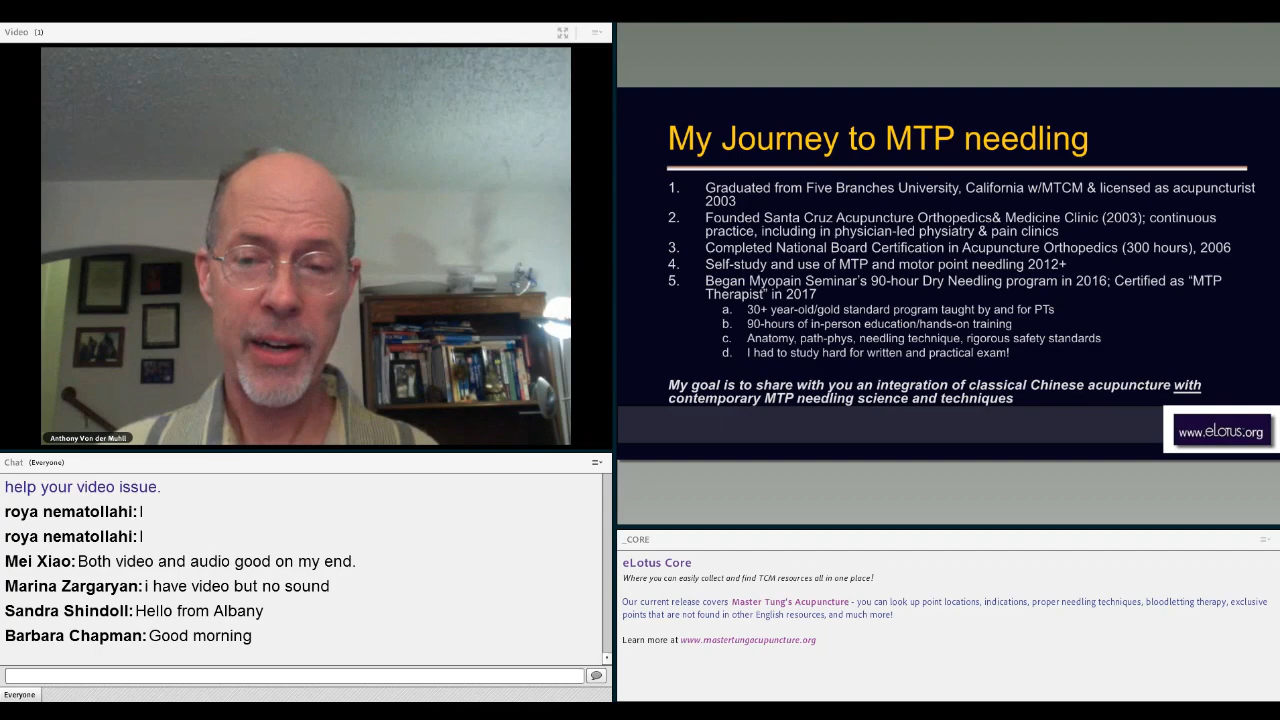 Video (1)
Anthony Von der Muhll
Chat (Everyone)
help your video issue.
roya nematollahi: I
roya nematollahi: I
Mei Xiao: Both video and audio good on my end.
Marina Zargaryan: i have video but no sound
Sandra Shindoll: Hello from Albany
Barbara Chapman: Good morning
Everyone
My Journey to MTP needling
1. Graduated from Five Branches University, California w/MTCM & licensed as acupuncturist
2003
2. Founded Santa Cruz Acupuncture Orthopedics& Medicine Clinic (2003); continuous
practice, including in physician-led physiatry & pain clinics
3. Completed National Board Certification in Acupuncture Orthopedics (300 hours), 2006
4. Self-study and use of MTP and motor point needling 2012+
5. Began Myopain Seminar's 90-hour Dry Needling program in 2016; Certified as "MTP
Therapist" in 2017
a. 30+ year-old/gold standard program taught by and for PTs
b. 90-hours of in-person education/hands-on training
c. Anatomy, path-phys, needling technique, rigorous safety standards
d. I had to study hard for written and practical exam!
My goal is to share with you an integration of classical Chinese acupuncture with
contemporary MTP needling science and techniques
www.eLotus.org
_CORE
eLotus Core
Where you can easily collect and find TCM resources all in one place!
Our current release covers Master Tung's Acupuncture - you can look up point locations, indications, proper needling techniques, bloodletting therapy, exclusive
points that are not found in other English resources, and much more!
Learn more at www.mastertungacupuncture.org